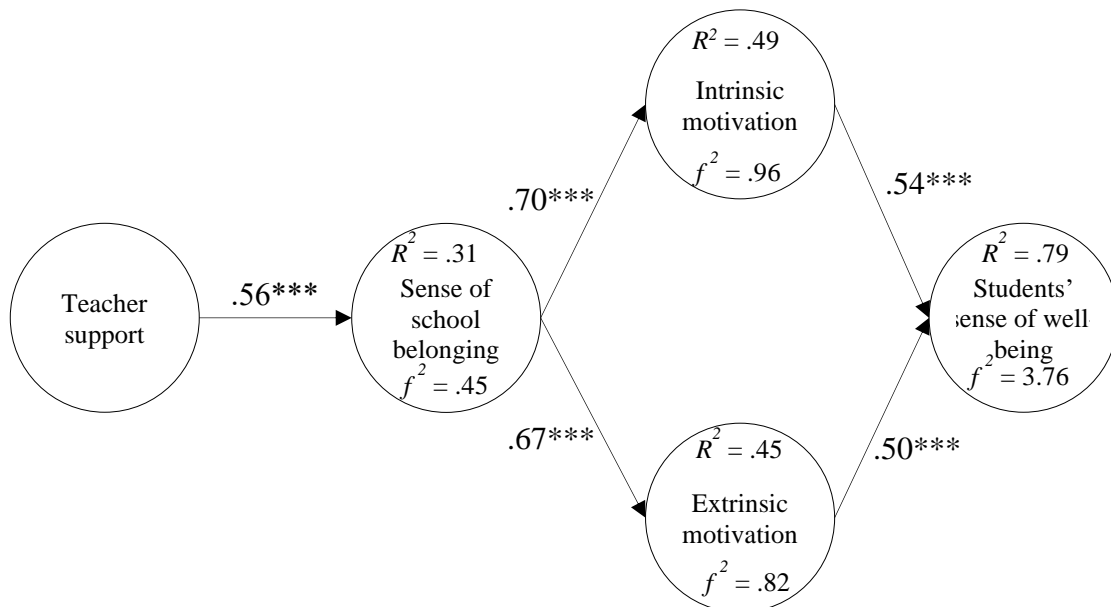 Teacher
support
.56***
R² = .31
Sense of
school
belonging
f² = .45
.70***
.67***
R² = .49
Intrinsic
motivation
f² = .96
R² = .45
Extrinsic
motivation
f² = .82
.54***
.50***
R² = .79
Students’
sense of well-
being
f² = 3.76